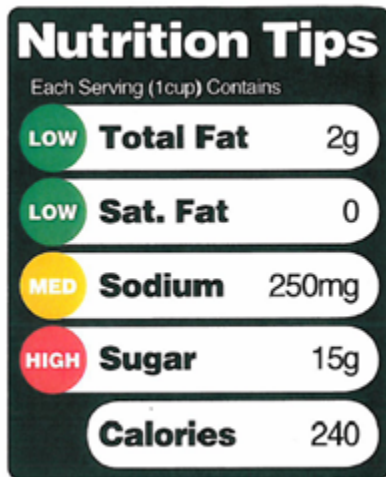 Nutrition Tips
Each Serving (1cup) Contains
LOW Total Fat 2g
LOW Sat. Fat 0
MED Sodium 250mg
HIGH Sugar 15g
Calories 240